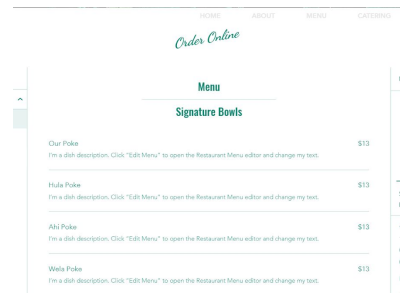 HOME ABOUT MENU CATERING
Order Online
Menu
Signature Bowls
Our Poke $13
I'm a dish description. Click "Edit Menu" to open the Restaurant Menu editor and change my text.
Hula Poke $13
I'm a dish description. Click "Edit Menu" to open the Restaurant Menu editor and change my text.
Ahi Poke $13
I'm a dish description. Click "Edit Menu" to open the Restaurant Menu editor and change my text.
Wela Poke $13
I'm a dish description. Click "Edit Menu" to open the Restaurant Menu editor and change my text.